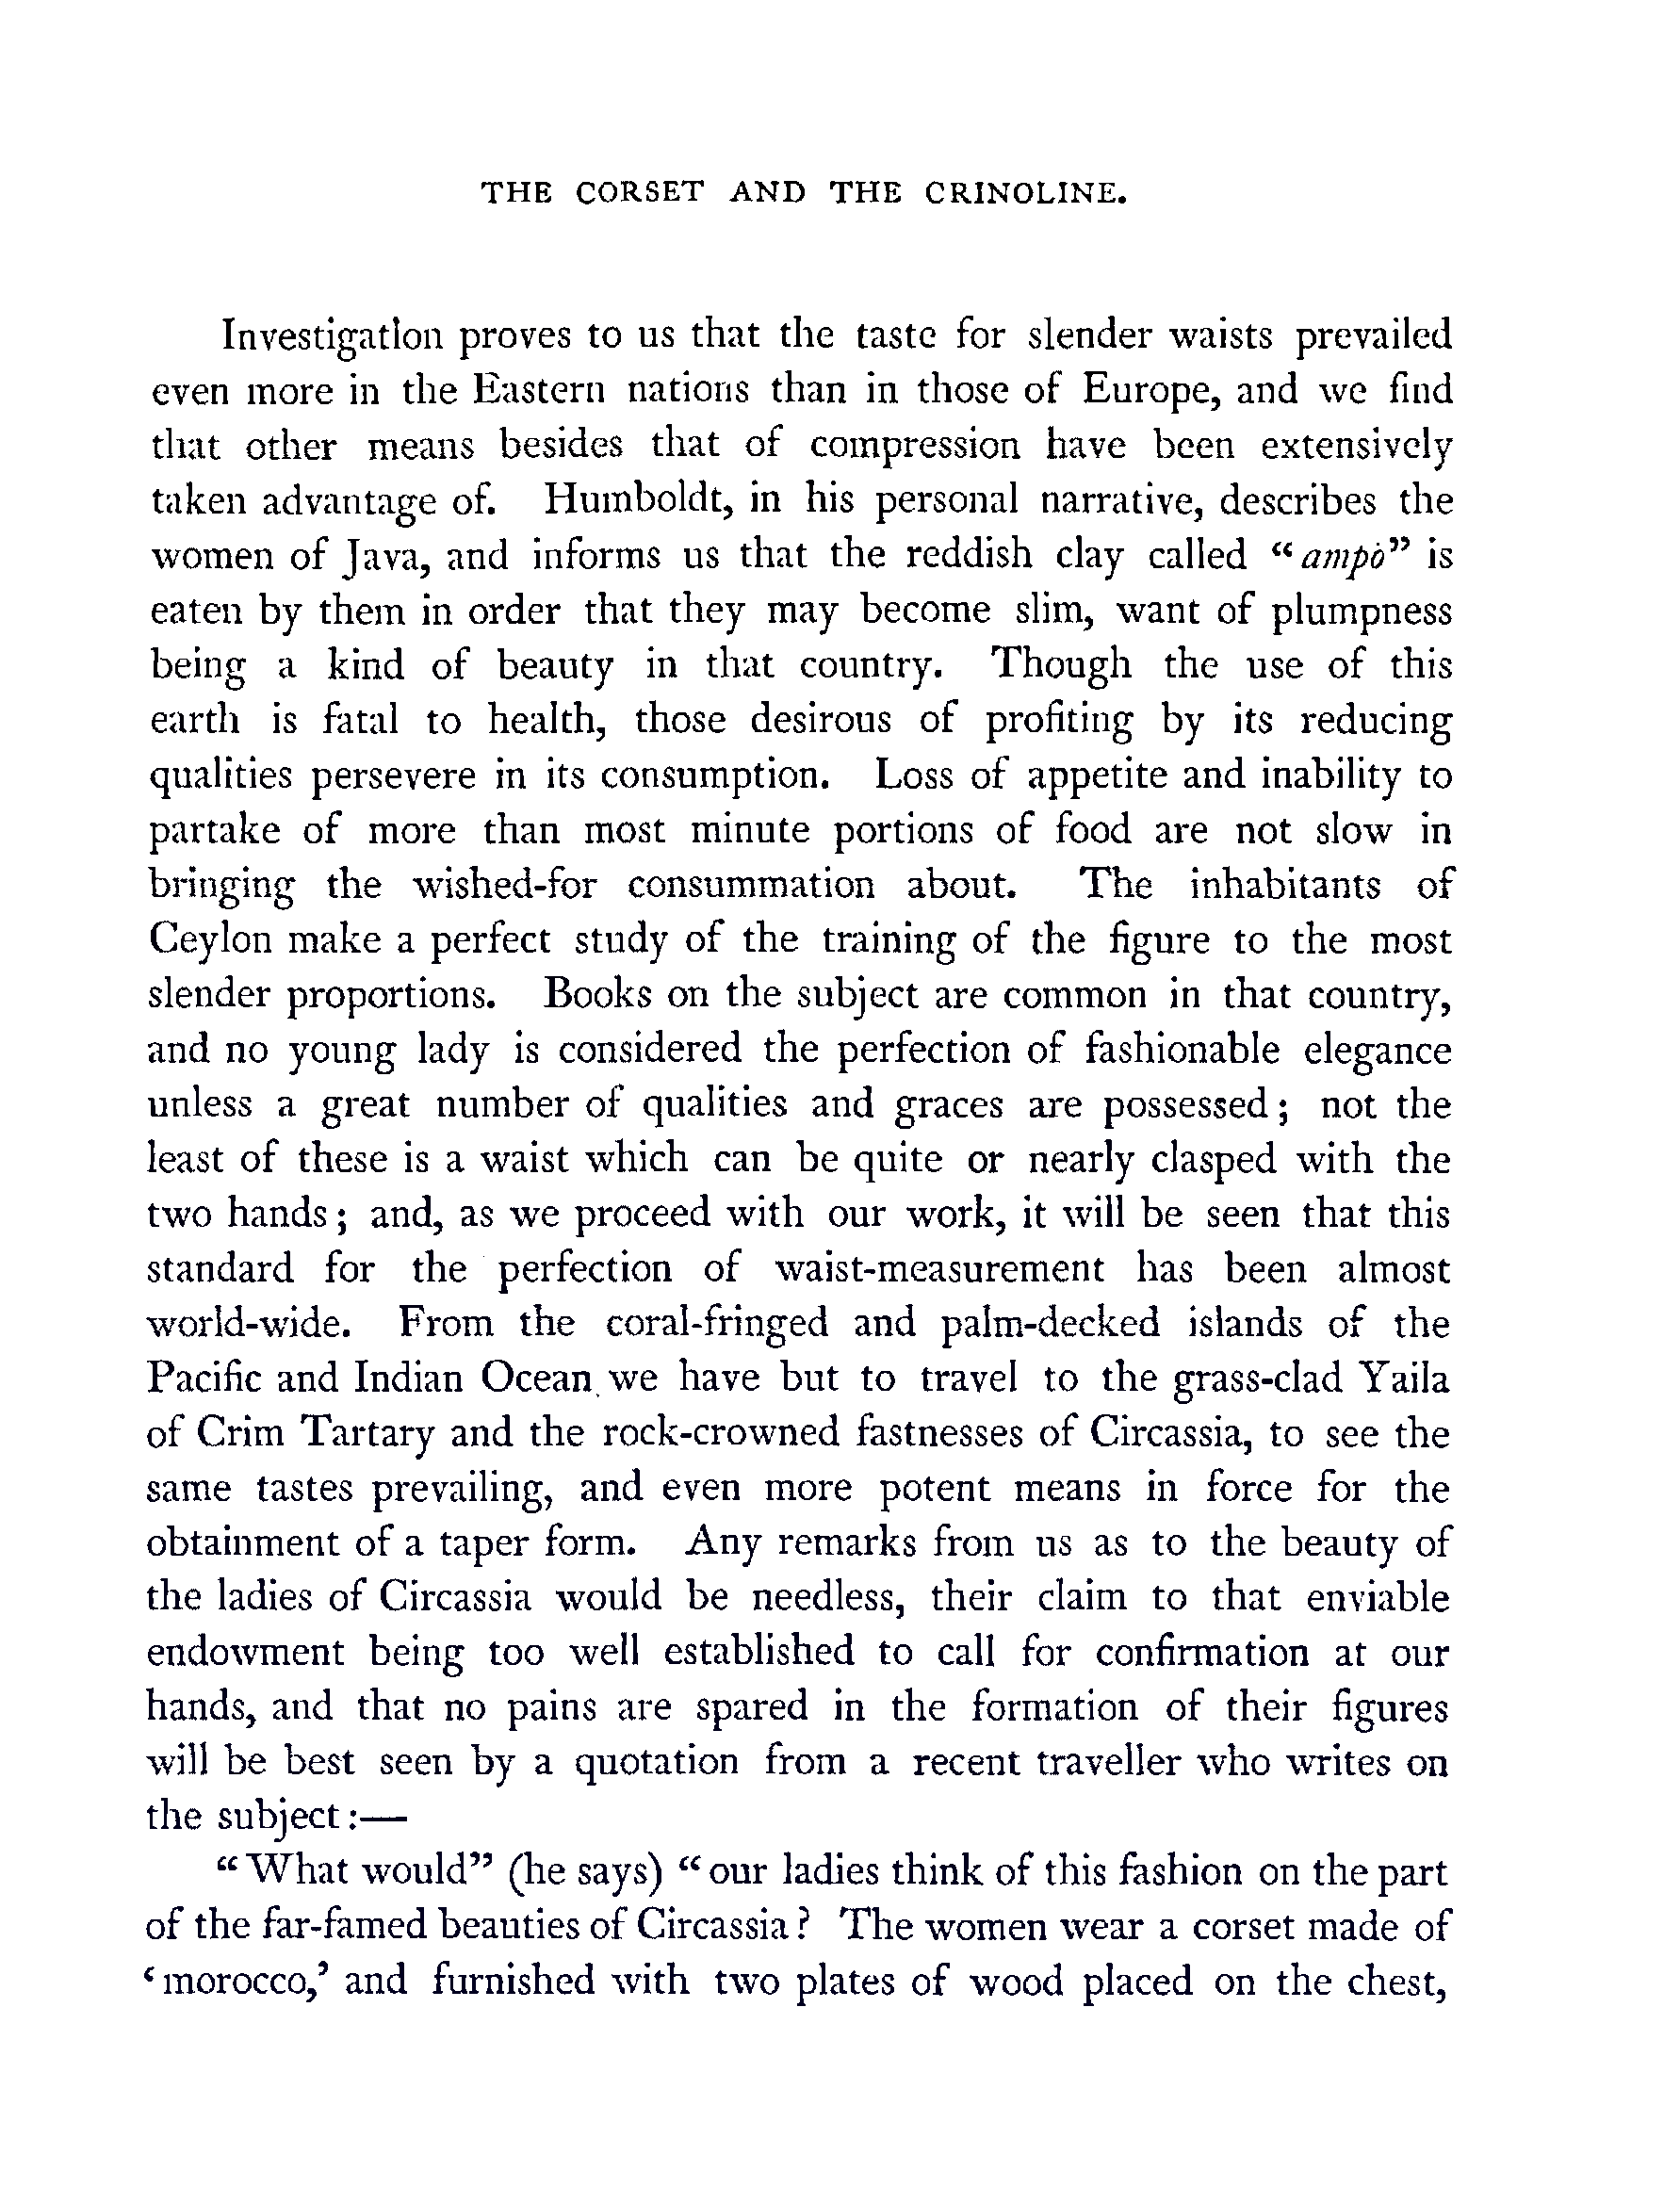 THE CORSET AND THE CRINOLINE.
Investigation proves to us that the taste for slender waists prevailed
even more in the Eastern nations than in those of Europe, and we find
that other means besides that of compression have been extensively
taken advantage of. Humboldt, in his personal narrative, describes the
women of Java, and informs us that the reddish clay called “ampò” is
eaten by them in order that they may become slim, want of plumpness
being a kind of beauty in that country. Though the use of this
earth is fatal to health, those desirous of profiting by its reducing
qualities persevere in its consumption. Loss of appetite and inability to
partake of more than most minute portions of food are not slow in
bringing the wished-for consummation about. The inhabitants of
Ceylon make a perfect study of the training of the figure to the most
slender proportions. Books on the subject are common in that country,
and no young lady is considered the perfection of fashionable elegance
unless a great number of qualities and graces are possessed; not the
least of these is a waist which can be quite or nearly clasped with the
two hands; and, as we proceed with our work, it will be seen that this
standard for the perfection of waist-measurement has been almost
world-wide. From the coral-fringed and palm-decked islands of the
Pacific and Indian Ocean we have but to travel to the grass-clad Yaila
of Crim Tartary and the rock-crowned fastnesses of Circassia, to see the
same tastes prevailing, and even more potent means in force for the
obtainment of a taper form. Any remarks from us as to the beauty of
the ladies of Circassia would be needless, their claim to that enviable
endowment being too well established to call for confirmation at our
hands, and that no pains are spared in the formation of their figures
will be best seen by a quotation from a recent traveller who writes on
the subject:—
“What would” (he says) “our ladies think of this fashion on the part
of the far-famed beauties of Circassia? The women wear a corset made of
‘morocco,’ and furnished with two plates of wood placed on the chest,